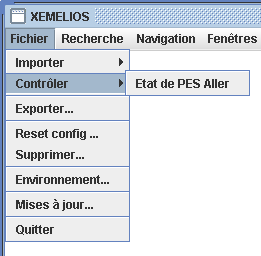 XEMELIOS
Fichier Recherche Navigation Fenêtres
Importer
Contrôler
Etat de PES Aller
Exporter...
Reset config ...
Supprimer...
Environnement...
Mises à jour...
Quitter